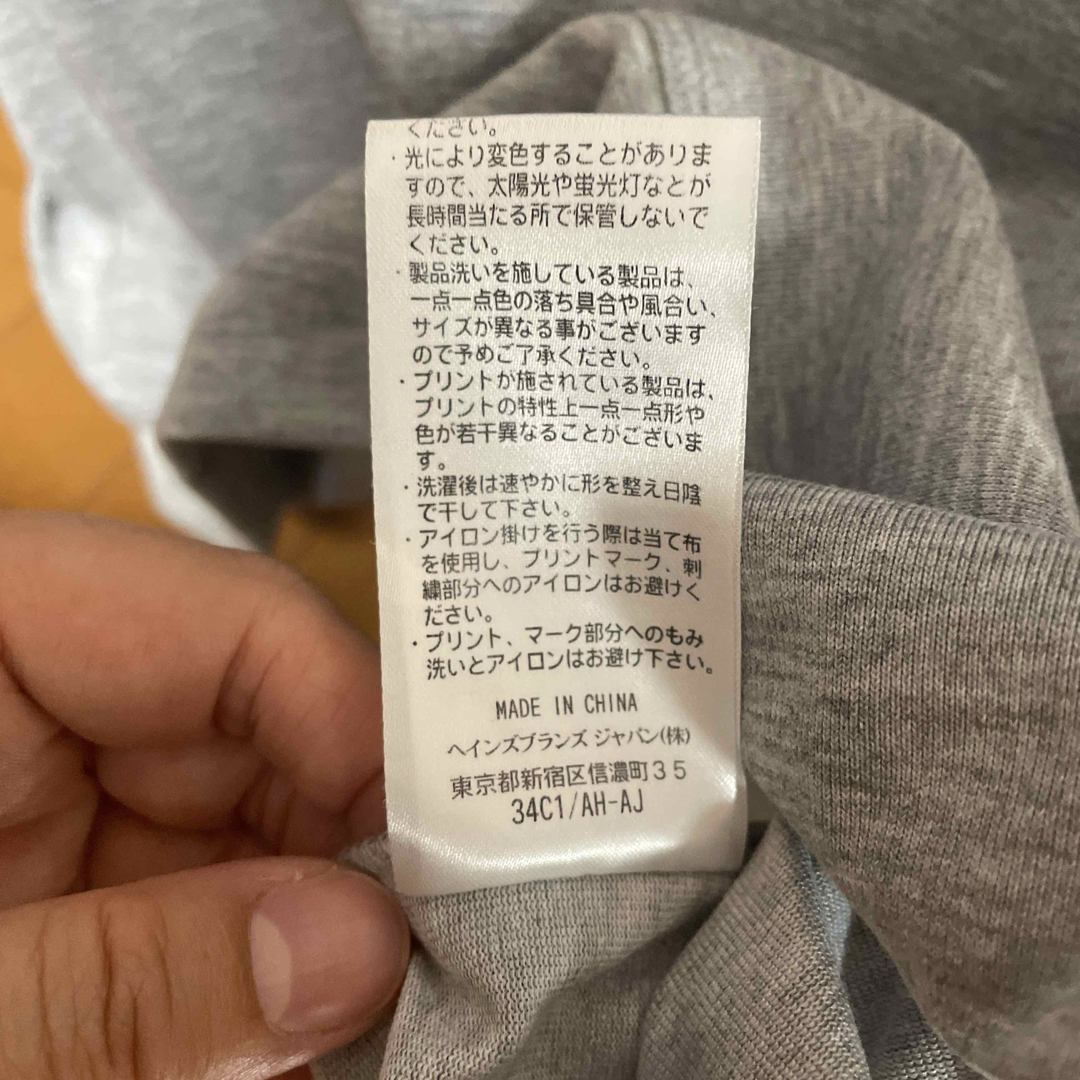 ください。
・光により変色することがありま
すので、太陽光や蛍光灯などが
長時間当たる所で保管しないで
ください。
・製品洗いを施している製品は、
一点一点色の落ち具合や風合い、
サイズが異なる事がございます
ので予めご了承ください。
・プリントが施されている製品は、
プリントの特性上一点一点形や
色が若干異なることがございま
す。
・洗濯後は速やかに形を整え日陰
で干して下さい。
・アイロン掛けを行う際は当て布
を使用し、プリントマーク、刺
繍部分へのアイロンはお避けく
ださい。
・プリント、マーク部分へのもみ
洗いとアイロンはお避け下さい。
MADE IN CHINA
ヘインズブランズ ジャパン(株)
東京都新宿区信濃町35
34C1/AH-AJ